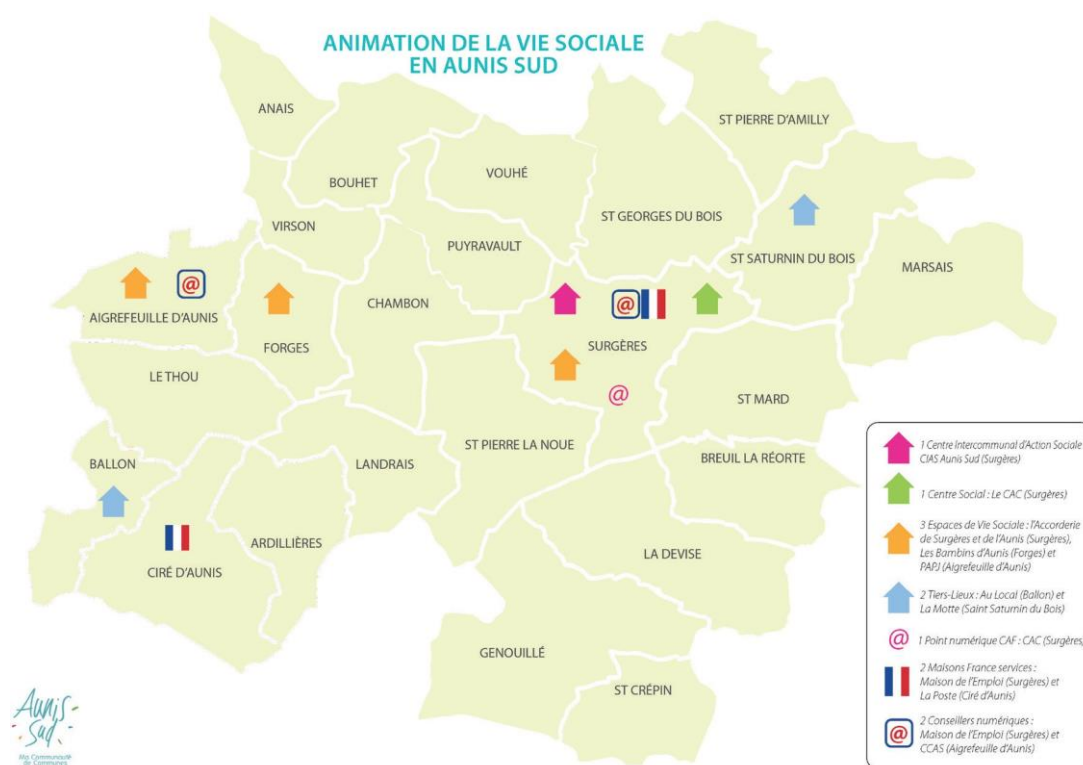 ANIMATION DE LA VIE SOCIALE
EN AUNIS SUD
ANAIS
ST PIERRE D'AMILLY
BOUHET
VOUHÉ
ST GEORGES DU BOIS
VIRSON
PUYRAVAULT
ST SATURNIN DU BOIS
MARSAIS
@
CHAMBON
@
AIGREFEUILLE D'AUNIS
FORGES
SURGÈRES
LE THOU
@
ST MARD
ST PIERRE LA NOUE
BALLON
LANDRAIS
BREUIL LA RÉORTE
ARDILLIÈRES
LA DEVISE
CIRÉ D'AUNIS
GENOUILLÉ
ST CRÉPIN
1 Centre Intercommunal d'Action Sociale
CIAS Aunis Sud (Surgères)
1 Centre Social : Le CAC (Surgères)
3 Espaces de Vie Sociale : l'Accorderie
de Surgères et de l'Aunis (Surgères),
Les Bambins d'Aunis (Forges) et
PAPJ (Aigrefeuille d'Aunis)
2 Tiers-Lieux : Au Local (Ballon) et
La Motte (Saint Saturnin du Bois)
@ 1 Point numérique CAF : CAC (Surgères)
2 Maisons France services :
Maison de l'Emploi (Surgères) et
La Poste (Ciré d'Aunis)
@ 2 Conseillers numériques :
Maison de l'Emploi (Surgères) et
CCAS (Aigrefeuille d'Aunis)
Aunis
Sud
Ma Communauté
de Communes